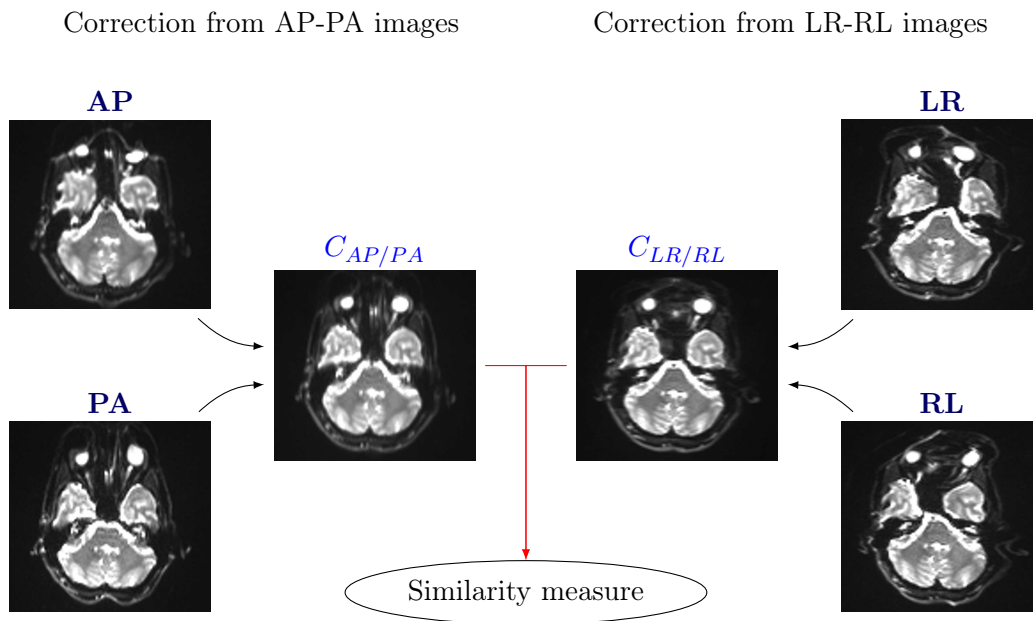 Correction from AP-PA images
Correction from LR-RL images
AP
LR
C_{AP/PA}
C_{LR/RL}
PA
RL
Similarity measure